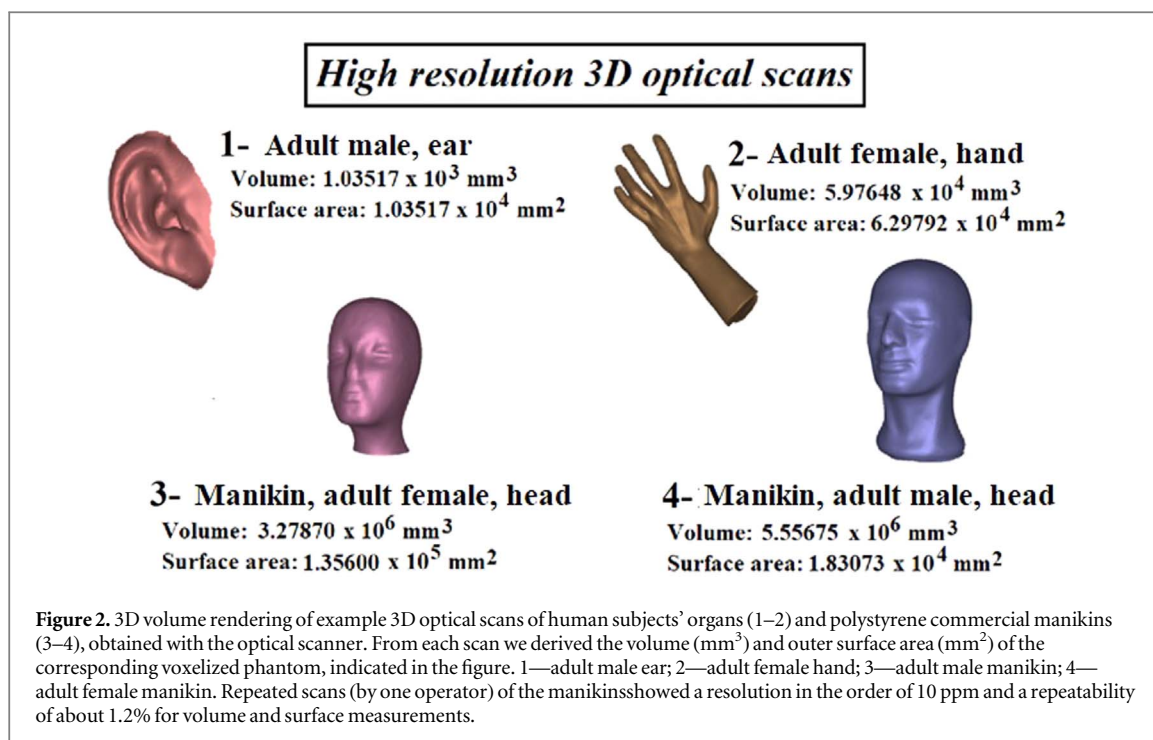 High resolution 3D optical scans
1- Adult male, ear
Volume: 1.03517 x 10³ mm³
Surface area: 1.03517 x 10⁴ mm²
2- Adult female, hand
Volume: 5.97648 x 10⁴ mm³
Surface area: 6.29792 x 10⁴ mm²
3- Manikin, adult female, head
Volume: 3.27870 x 10⁶ mm³
Surface area: 1.35600 x 10⁵ mm²
4- Manikin, adult male, head
Volume: 5.55675 x 10⁶ mm³
Surface area: 1.83073 x 10⁴ mm²
Figure 2. 3D volume rendering of example 3D optical scans of human subjects’ organs (1–2) and polystyrene commercial manikins
(3–4), obtained with the optical scanner. From each scan we derived the volume (mm³) and outer surface area (mm²) of the
corresponding voxelized phantom, indicated in the figure. 1—adult male ear; 2—adult female hand; 3—adult male manikin; 4—
adult female manikin. Repeated scans (by one operator) of the manikinsshowed a resolution in the order of 10 ppm and a repeatability
of about 1.2% for volume and surface measurements.